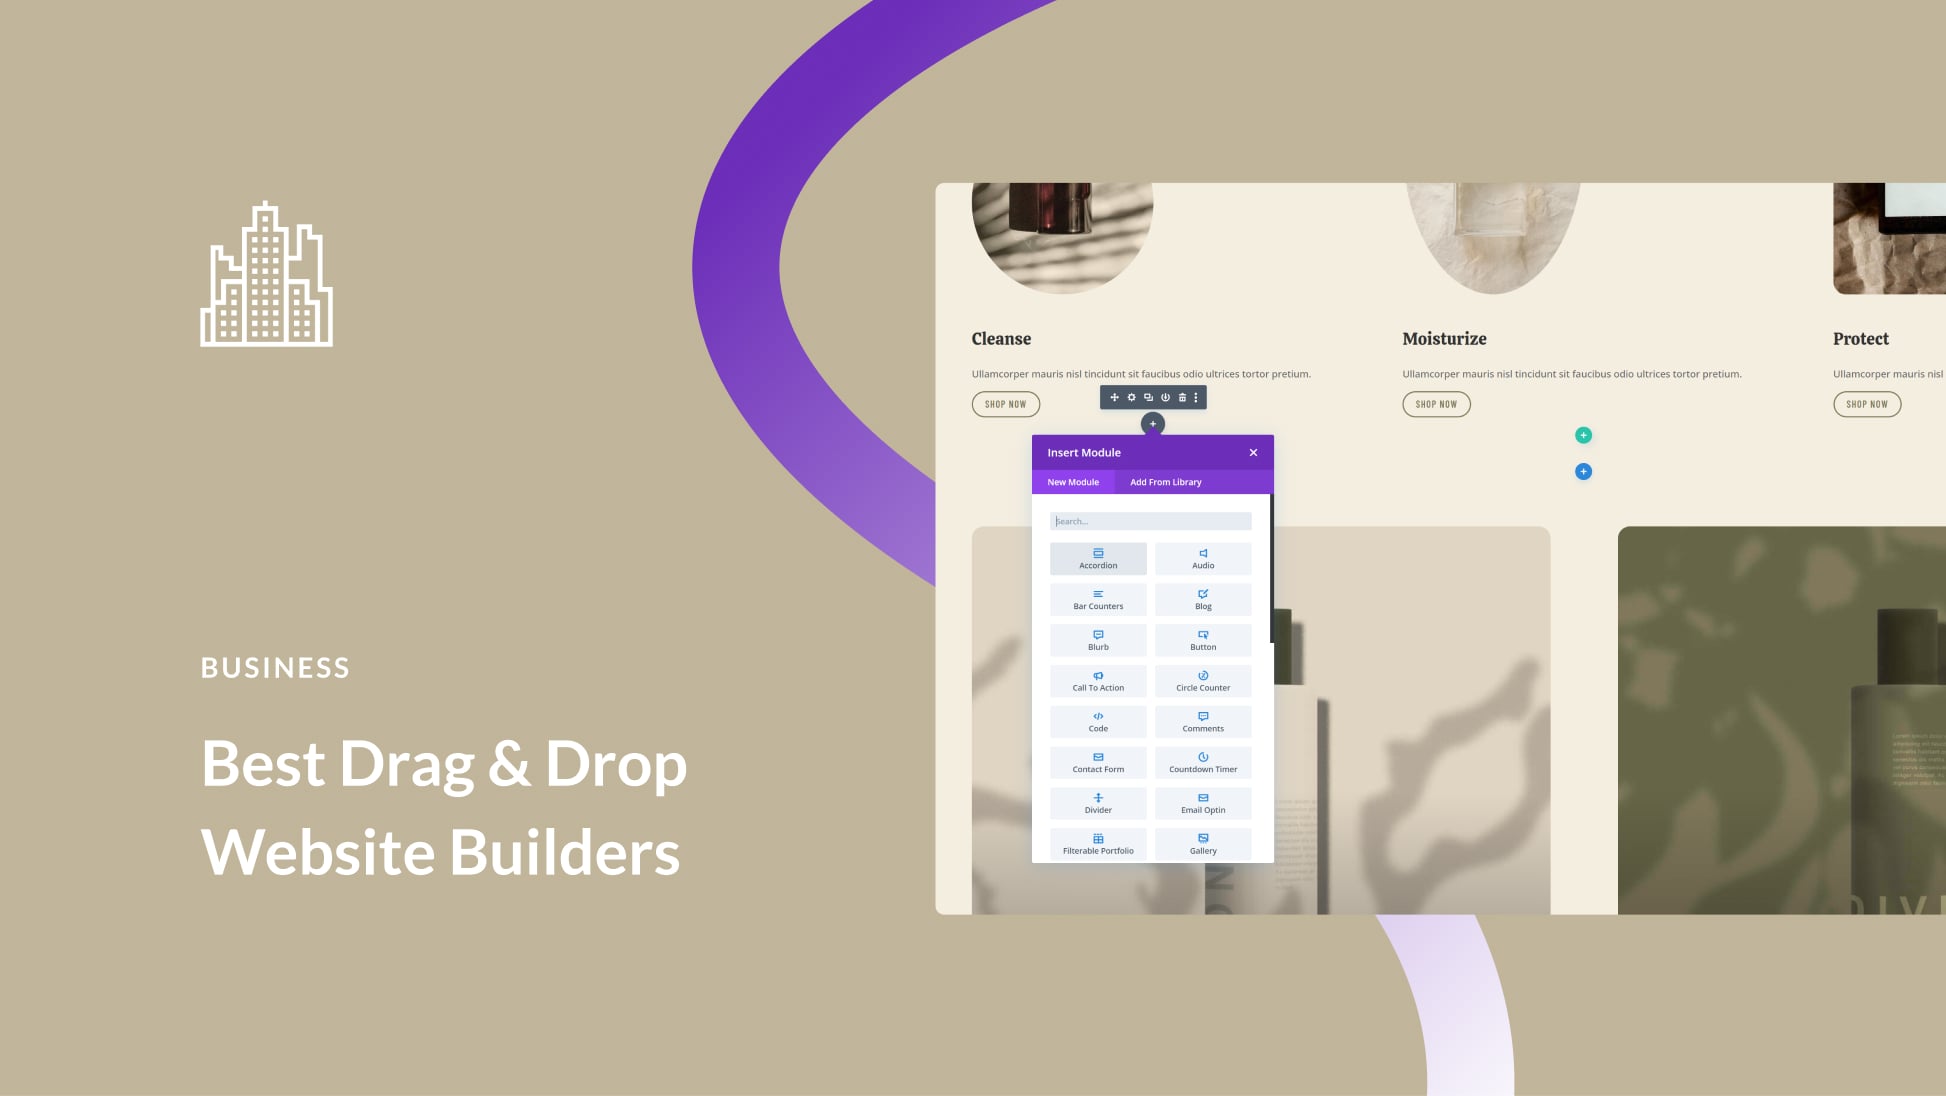 BUSINESS
Best Drag & Drop
Website Builders
Cleanse
Ullamcorper mauris nisl tincidunt sit faucibus odio ultrices tortor pretium.
SHOP NOW
Moisturize
Ullamcorper mauris nisl tincidunt sit faucibus odio ultrices tortor pretium.
SHOP NOW
Protect
Ullamcorper mauris nisl
SHOP NOW
Insert Module
New Module
Add From Library
Search...
Accordion
Audio
Bar Counters
Blog
Blurb
Button
Call To Action
Circle Counter
Code
Comments
Contact Form
Countdown Timer
Divider
Email Optin
Filterable Portfolio
Gallery